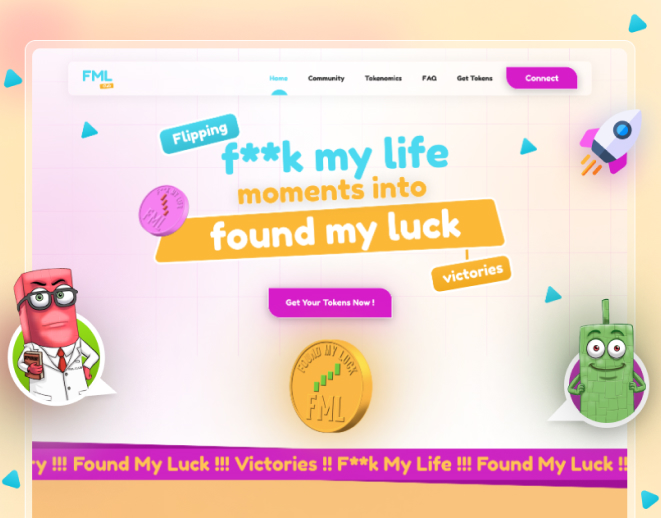 FML
Home Community Tokenomics FAQ Get Tokens Connect
Flipping
f**k my life
moments into
found my luck
victories
FML
Get Your Tokens Now !
FOUND MY LUCK
FML
ry !!! Found My Luck !!! Victories !! F**k My Life !!! Found My Luck !!